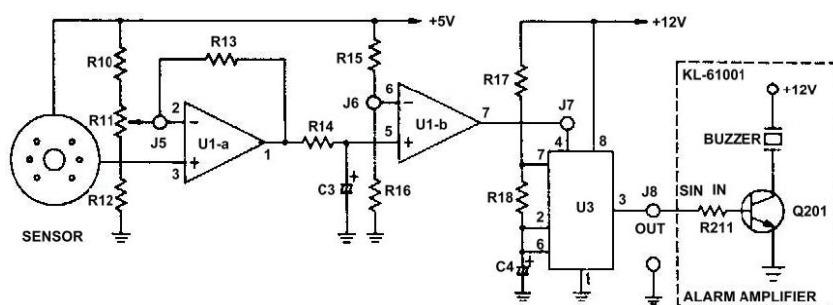 +5V
+12V
KL-61001
R10
R13
R15
R17
+12V
J6
6
−
R11
J5
2
−
U1-a
R14
U1-b
7
J7
BUZZER
+
3
1
5
+
4
8
7
R12
C3
+
R16
R18
U3
3
J8
SIN IN
Q201
2
OUT
R211
SENSOR
6
C4
+
1
ALARM AMPLIFIER